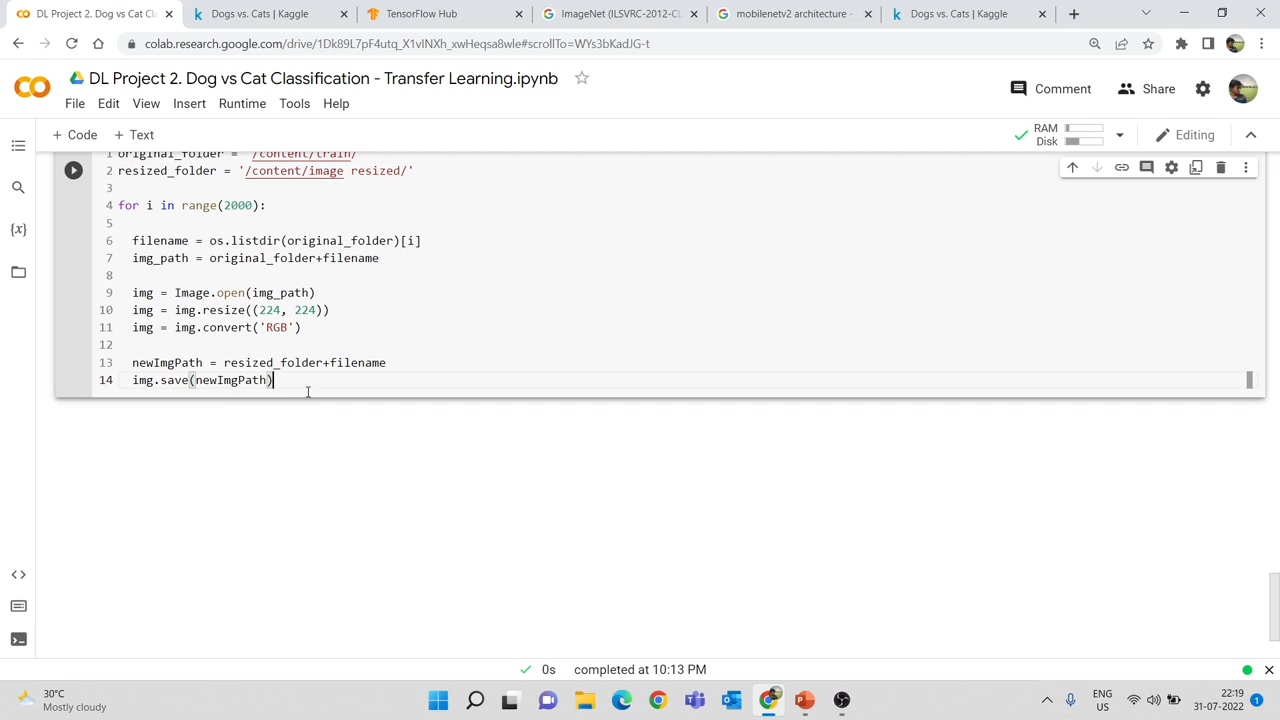 DL Project 2. Dog vs Cat Cl
Dogs vs. Cats | Kaggle
TensorFlow Hub
ImageNet (ILSVRC-2012-CL
mobilenetv2 architecture -
Dogs vs. Cats | Kaggle
colab.research.google.com/drive/1Dk89L7pF4utq_X1vINXh_xwHeqsa8wle#scrollTo=WYs3bKadJG-t
DL Project 2. Dog vs Cat Classification - Transfer Learning.ipynb
File Edit View Insert Runtime Tools Help
Comment Share
+ Code + Text
RAM
Disk
Editing
1 original_folder = '/content/train/'
2 resized_folder = '/content/image resized/'
3
4 for i in range(2000):
5
6 filename = os.listdir(original_folder)[i]
7 img_path = original_folder+filename
8
9 img = Image.open(img_path)
10 img = img.resize((224, 224))
11 img = img.convert('RGB')
12
13 newImgPath = resized_folder+filename
14 img.save(newImgPath)
{x}
0s completed at 10:13 PM
30°C
Mostly cloudy
ENG
US
22:19
31-07-2022
1